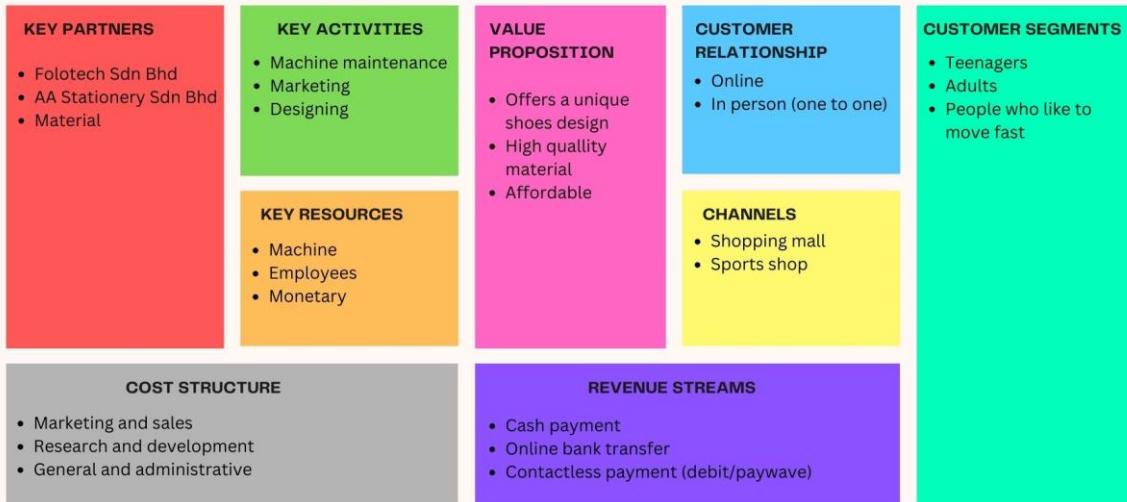 KEY PARTNERS
• Folotech Sdn Bhd
• AA Stationery Sdn Bhd
• Material
KEY ACTIVITIES
• Machine maintenance
• Marketing
• Designing
KEY RESOURCES
• Machine
• Employees
• Monetary
VALUE
PROPOSITION
• Offers a unique
shoes design
• High quallity
material
• Affordable
CUSTOMER
RELATIONSHIP
• Online
• In person (one to one)
CHANNELS
• Shopping mall
• Sports shop
CUSTOMER SEGMENTS
• Teenagers
• Adults
• People who like to
move fast
COST STRUCTURE
• Marketing and sales
• Research and development
• General and administrative
REVENUE STREAMS
• Cash payment
• Online bank transfer
• Contactless payment (debit/paywave)